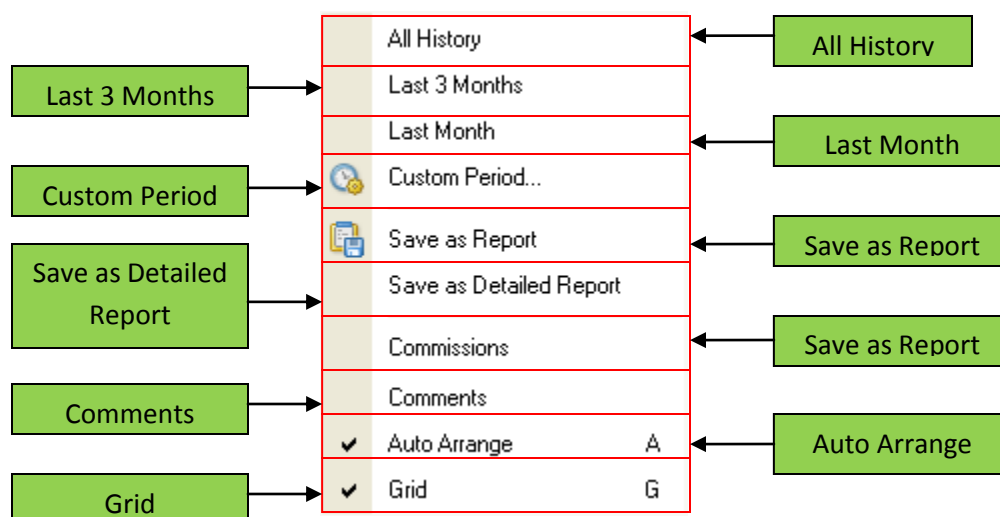 All History
All History
Last 3 Months
Last 3 Months
Last Month
Last Month
Custom Period
Custom Period...
Save as Report
Save as Report
Save as Detailed
Report
Save as Detailed Report
Commissions
Save as Report
Comments
Comments
Auto Arrange A
Auto Arrange
Grid
Grid G